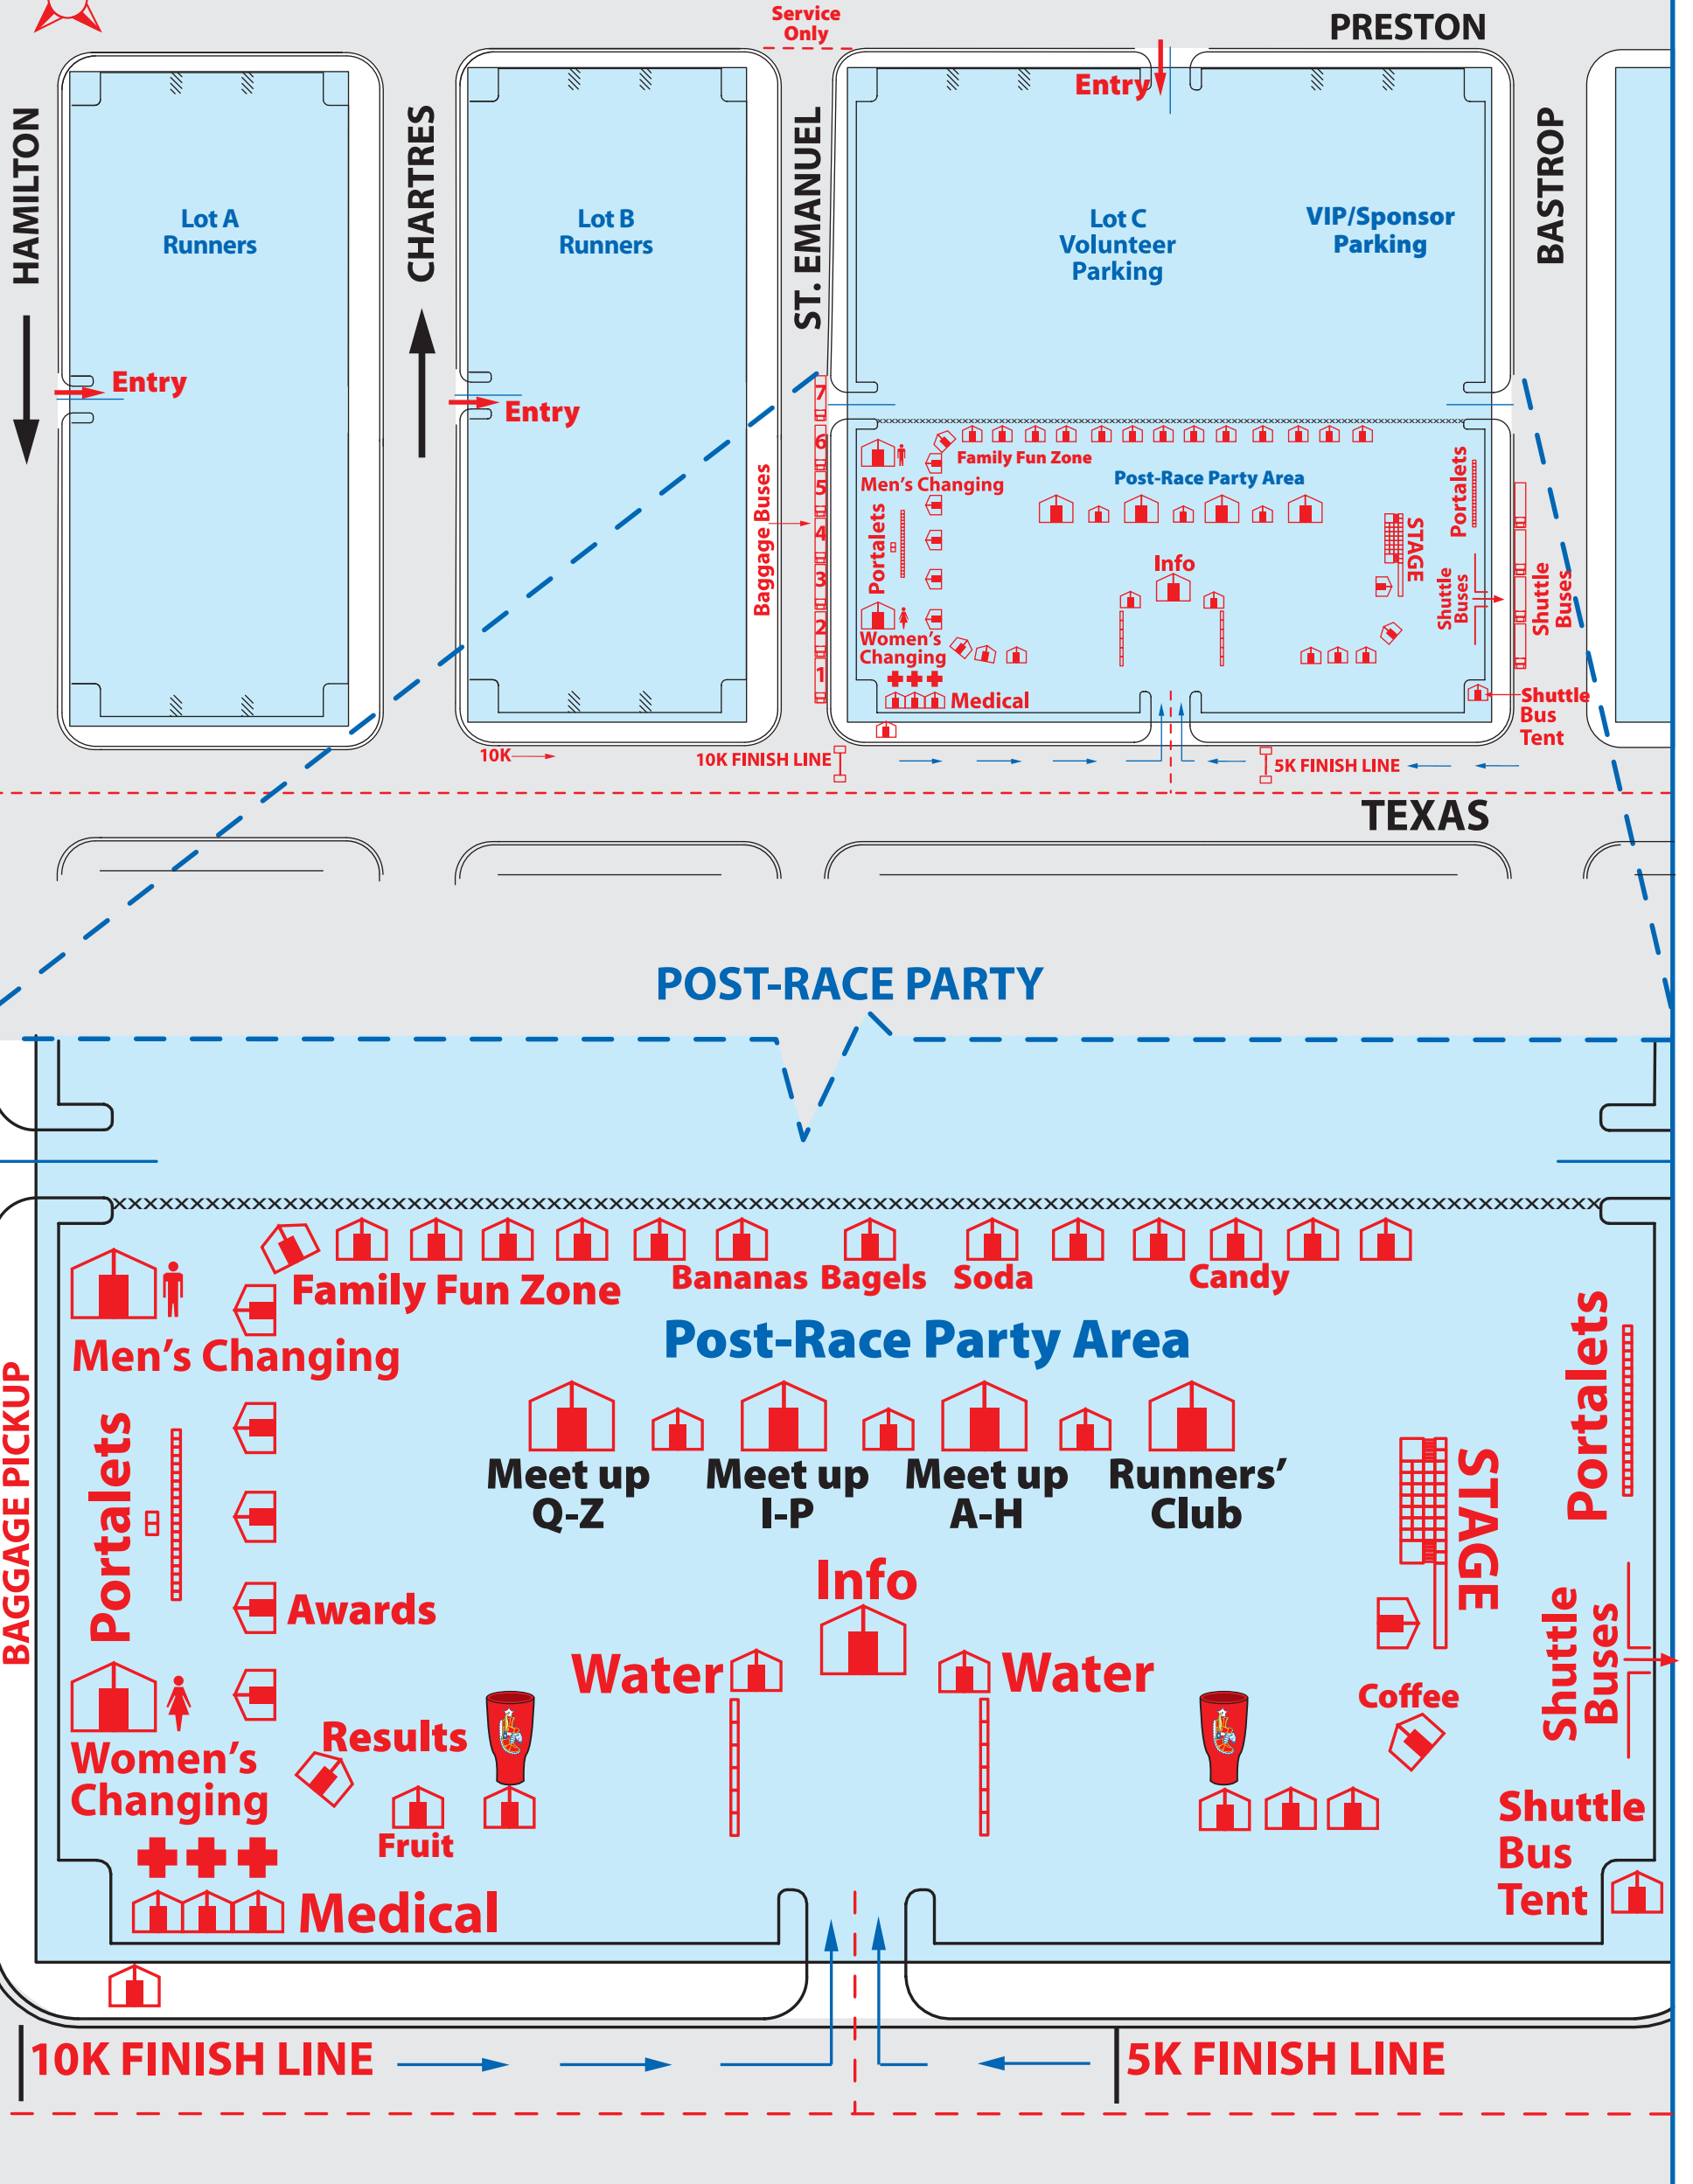 Service
Only
PRESTON
HAMILTON
CHARTRES
ST. EMANUEL
BASTROP
Entry
Lot A
Runners
Lot B
Runners
Lot C
Volunteer
Parking
VIP/Sponsor
Parking
Entry
Entry
7
6
5
4
3
2
1
Baggage Buses
Family Fun Zone
Men's Changing
Post-Race Party Area
Portalets
Portalets
STAGE
Info
Shuttle
Buses
Shuttle
Buses
Women's
Changing
Medical
Shuttle
Bus
Tent
10K
10K FINISH LINE
5K FINISH LINE
TEXAS
POST-RACE PARTY
xxxxxxxxxxxxxxxxxxxxxxxxxxxxxxxxxxxxxxxxxxxxxxxxxxxxxxxxxxxxxxxxxxxxxxxxxxxxxxxxxxxxxxxxxxxxxxxxxxxx
Family Fun Zone
Bananas
Bagels
Soda
Candy
Men's Changing
Post-Race Party Area
BAGGAGE PICKUP
Portalets
Portalets
Meet up
Q-Z
Meet up
I-P
Meet up
A-H
Runners'
Club
STAGE
Info
Awards
Water
Water
Shuttle
Buses
Coffee
Results
Women's
Changing
Fruit
Shuttle
Bus
Tent
Medical
10K FINISH LINE
5K FINISH LINE